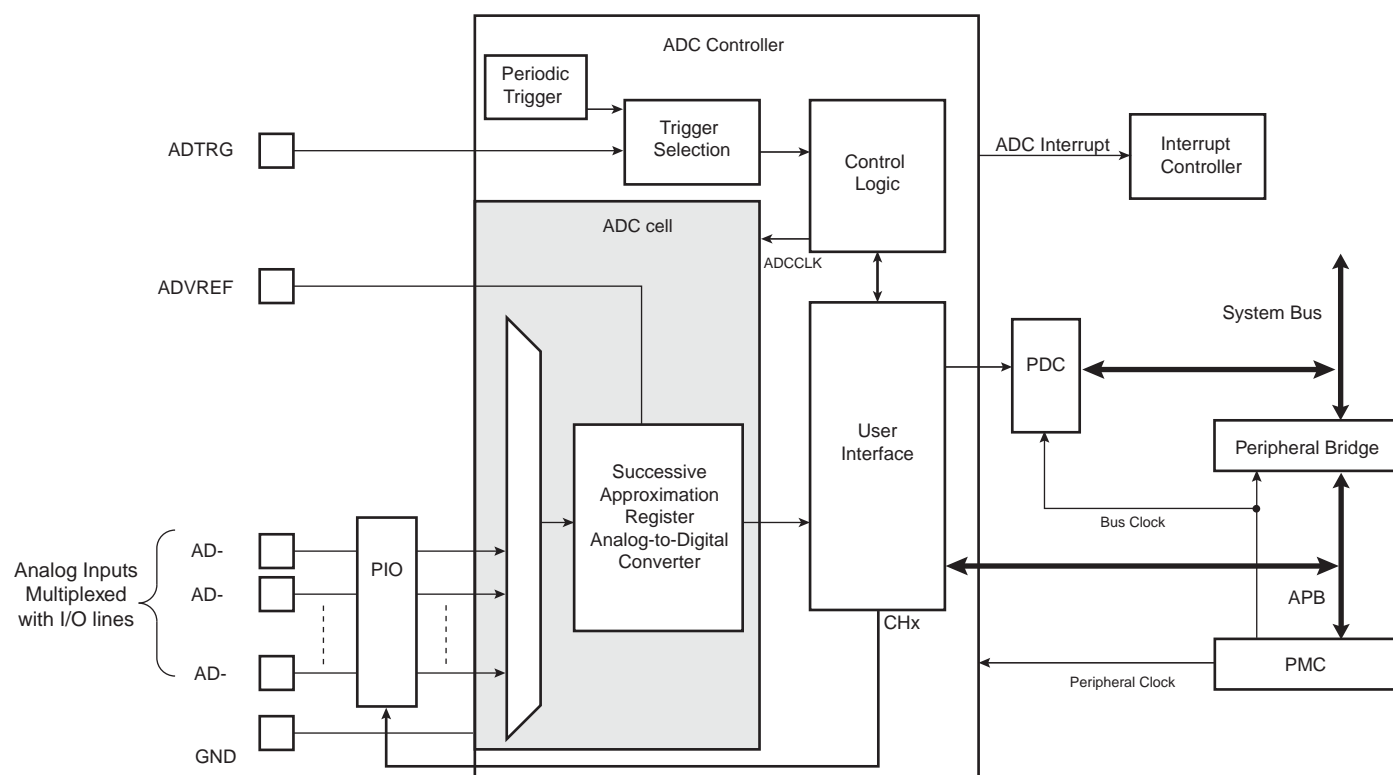 ADC Controller
Periodic
Trigger
Trigger
Selection
Control
Logic
ADTRG
ADC Interrupt
Interrupt
Controller
ADC cell
ADCCLK
ADVREF
System Bus
PDC
User
Interface
Peripheral Bridge
Successive
Approximation
Register
Analog-to-Digital
Converter
Bus Clock
Analog Inputs
Multiplexed
with I/O lines
AD-
AD-
AD-
PIO
APB
CHx
PMC
Peripheral Clock
GND